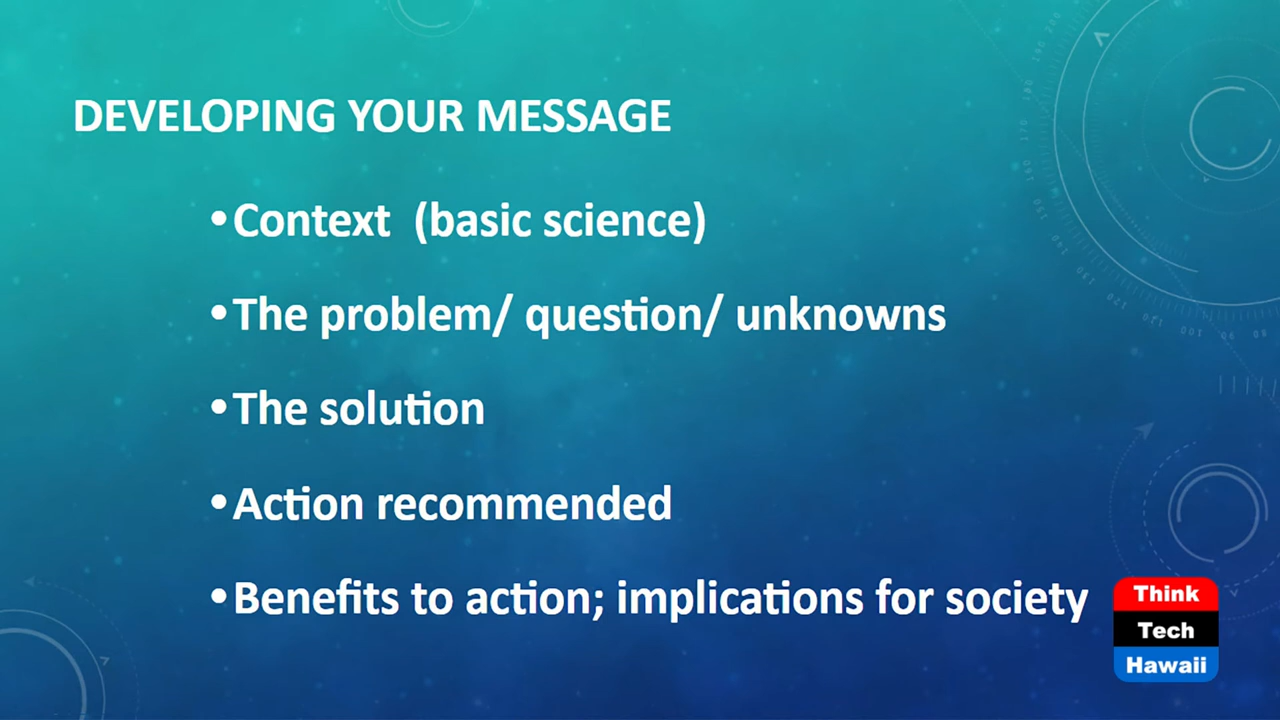 DEVELOPING YOUR MESSAGE
•Context (basic science)
•The problem/ question/ unknowns
•The solution
•Action recommended
•Benefits to action; implications for society
Think
Tech
Hawaii